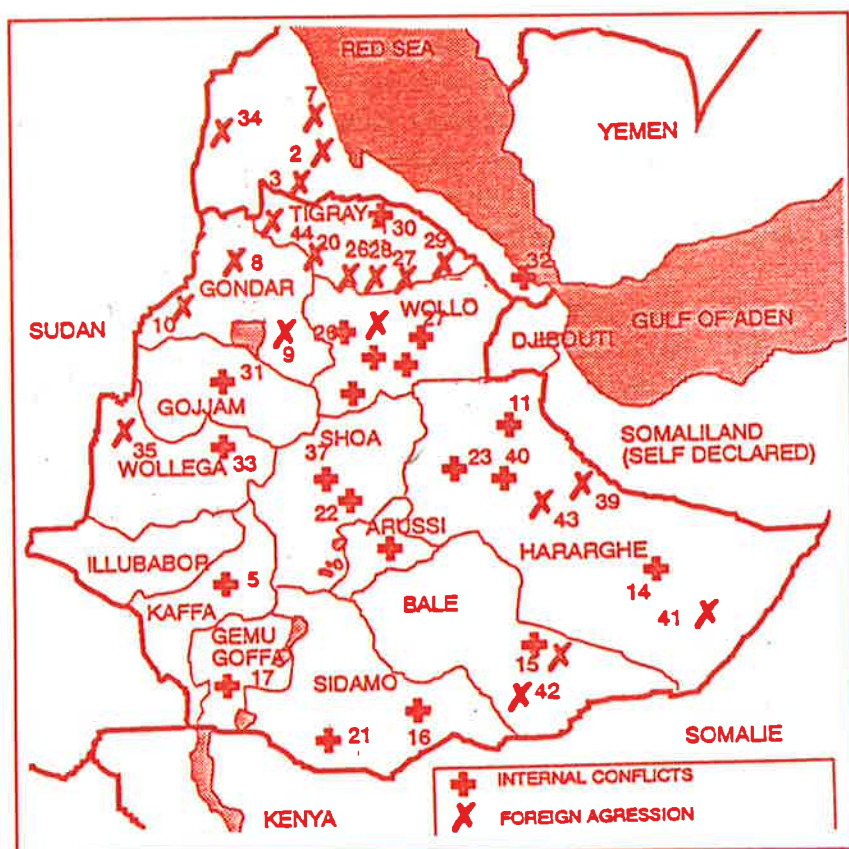 RED SEA
YEMEN
7
34
2
3
TIGRAY
30
44
20
26
28
27
29
32
8
GONDAR
WOLLO
GULF OF ADEN
10
SUDAN
26
27
DJIBOUTI
9
31
GOJJAM
11
SOMALILAND
(SELF DECLARED)
SHOA
35
WOLLEGA
33
37
23
40
39
22
43
ARUSSI
HARARGHE
ILLUBABOR
5
14
KAFFA
BALE
41
GEMU
GOFFA
17
15
SIDAMO
42
21
16
SOMALIE
INTERNAL CONFLICTS
KENYA
FOREIGN AGRESSION